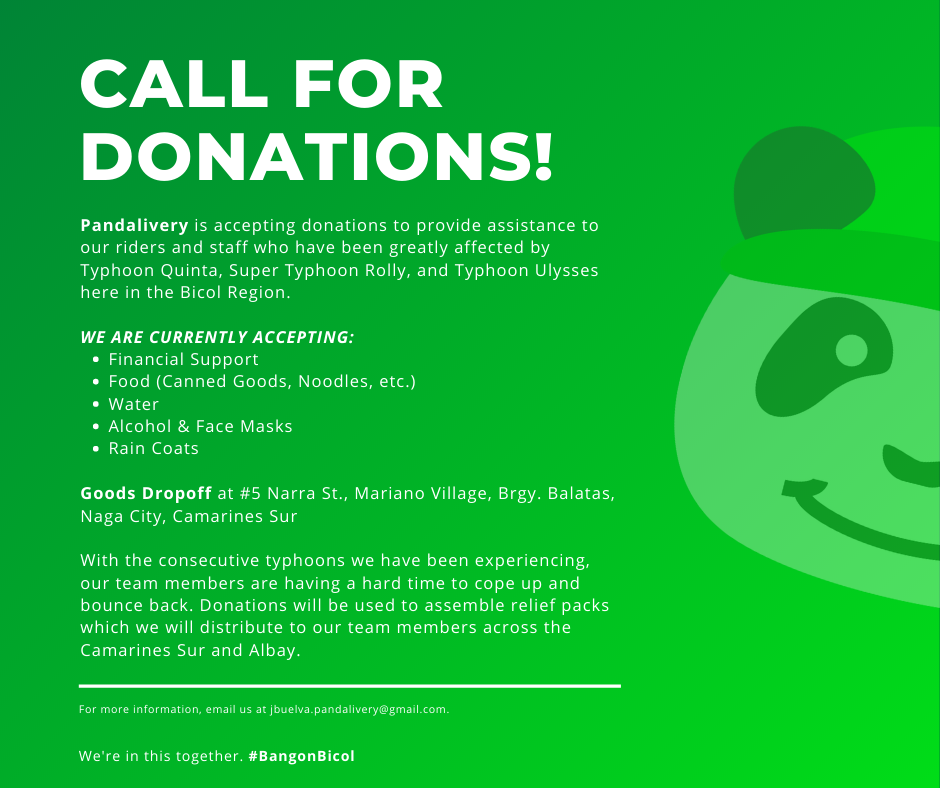 CALL FOR
DONATIONS!
Pandalivery is accepting donations to provide assistance to
our riders and staff who have been greatly affected by
Typhoon Quinta, Super Typhoon Rolly, and Typhoon Ulysses
here in the Bicol Region.
WE ARE CURRENTLY ACCEPTING:
• Financial Support
• Food (Canned Goods, Noodles, etc.)
• Water
• Alcohol & Face Masks
• Rain Coats
Goods Dropoff at #5 Narra St., Mariano Village, Brgy. Balatas,
Naga City, Camarines Sur
With the consecutive typhoons we have been experiencing,
our team members are having a hard time to cope up and
bounce back. Donations will be used to assemble relief packs
which we will distribute to our team members across the
Camarines Sur and Albay.
For more information, email us at jbuelva.pandalivery@gmail.com.
We're in this together. #BangonBicol